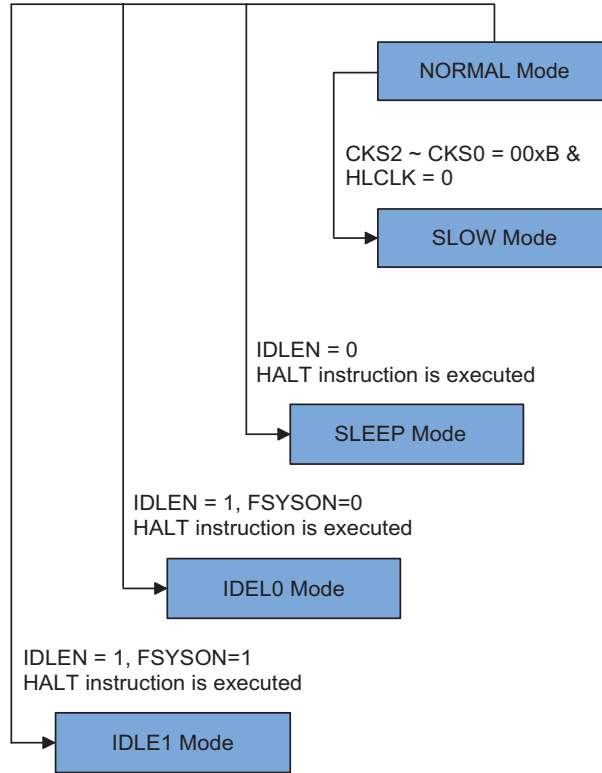 NORMAL Mode
CKS2 ~ CKS0 = 00xB &
HLCLK = 0
SLOW Mode
IDLEN = 0
HALT instruction is executed
SLEEP Mode
IDLEN = 1, FSYSON=0
HALT instruction is executed
IDEL0 Mode
IDLEN = 1, FSYSON=1
HALT instruction is executed
IDLE1 Mode